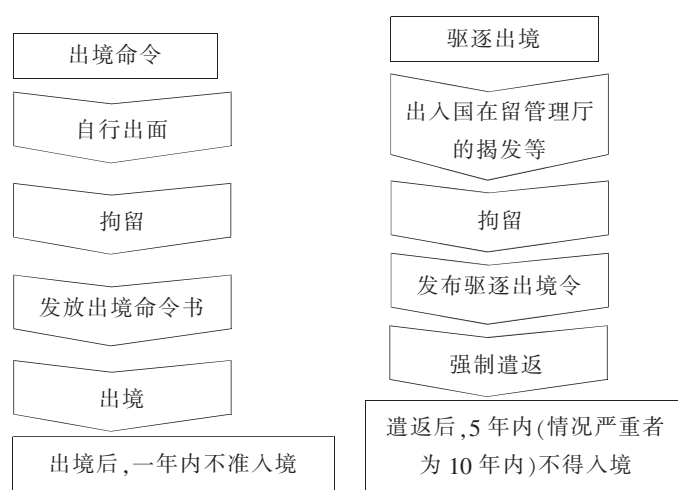 出境命令
自行出面
拘留
发放出境命令书
出境
出境后,一年内不准入境
驱逐出境
出入国在留管理厅
的揭发等
拘留
发布驱逐出境令
强制遣返
遣返后,5 年内(情况严重者
为 10 年内)不得入境